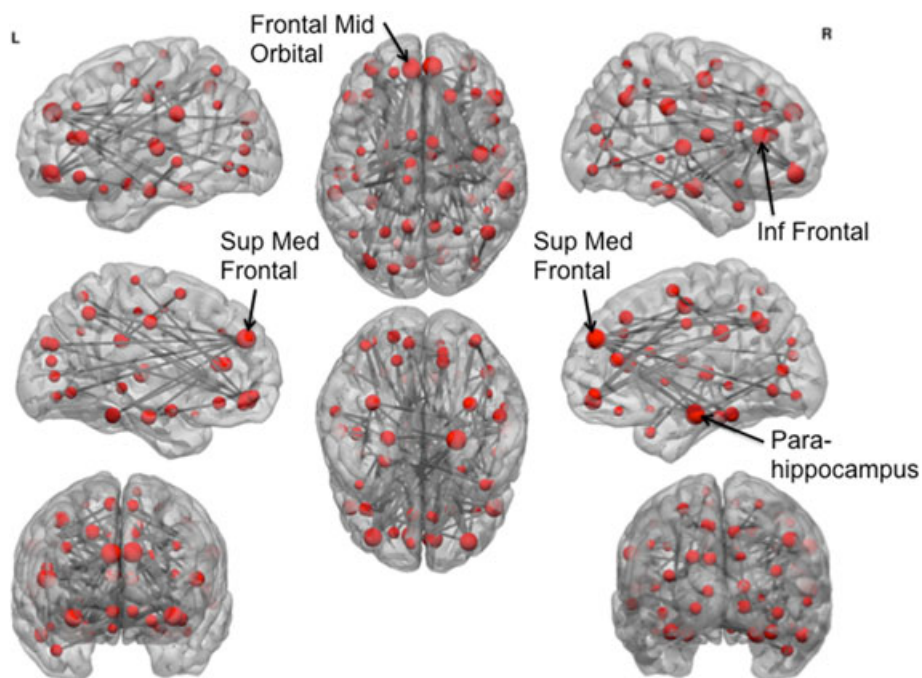 L
Frontal Mid
Orbital
R
Inf Frontal
Sup Med
Frontal
Sup Med
Frontal
Para-
hippocampus